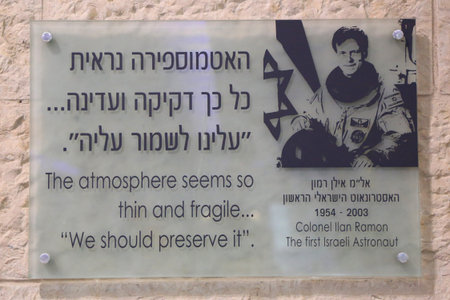 האטמוספירה נראית
כל כך דקיקה ועדינה...
"עלינו לשמור עליה".
The atmosphere seems so
thin and fragile...
“We should preserve it”.
אל"מ אילן רמון
האסטרונאוט הישראלי הראשון
1954 - 2003
Colonel Ilan Ramon
The first Israeli Astronaut